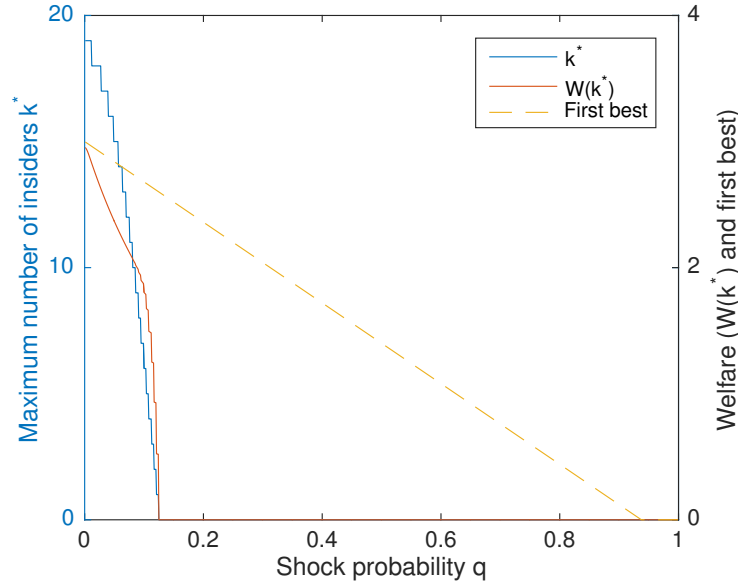 20
10
0
Maximum number of insiders k*
4
2
0
Welfare (W(k*) and first best)
k*
W(k*)
First best
0
0.2
0.4
0.6
0.8
1
Shock probability q